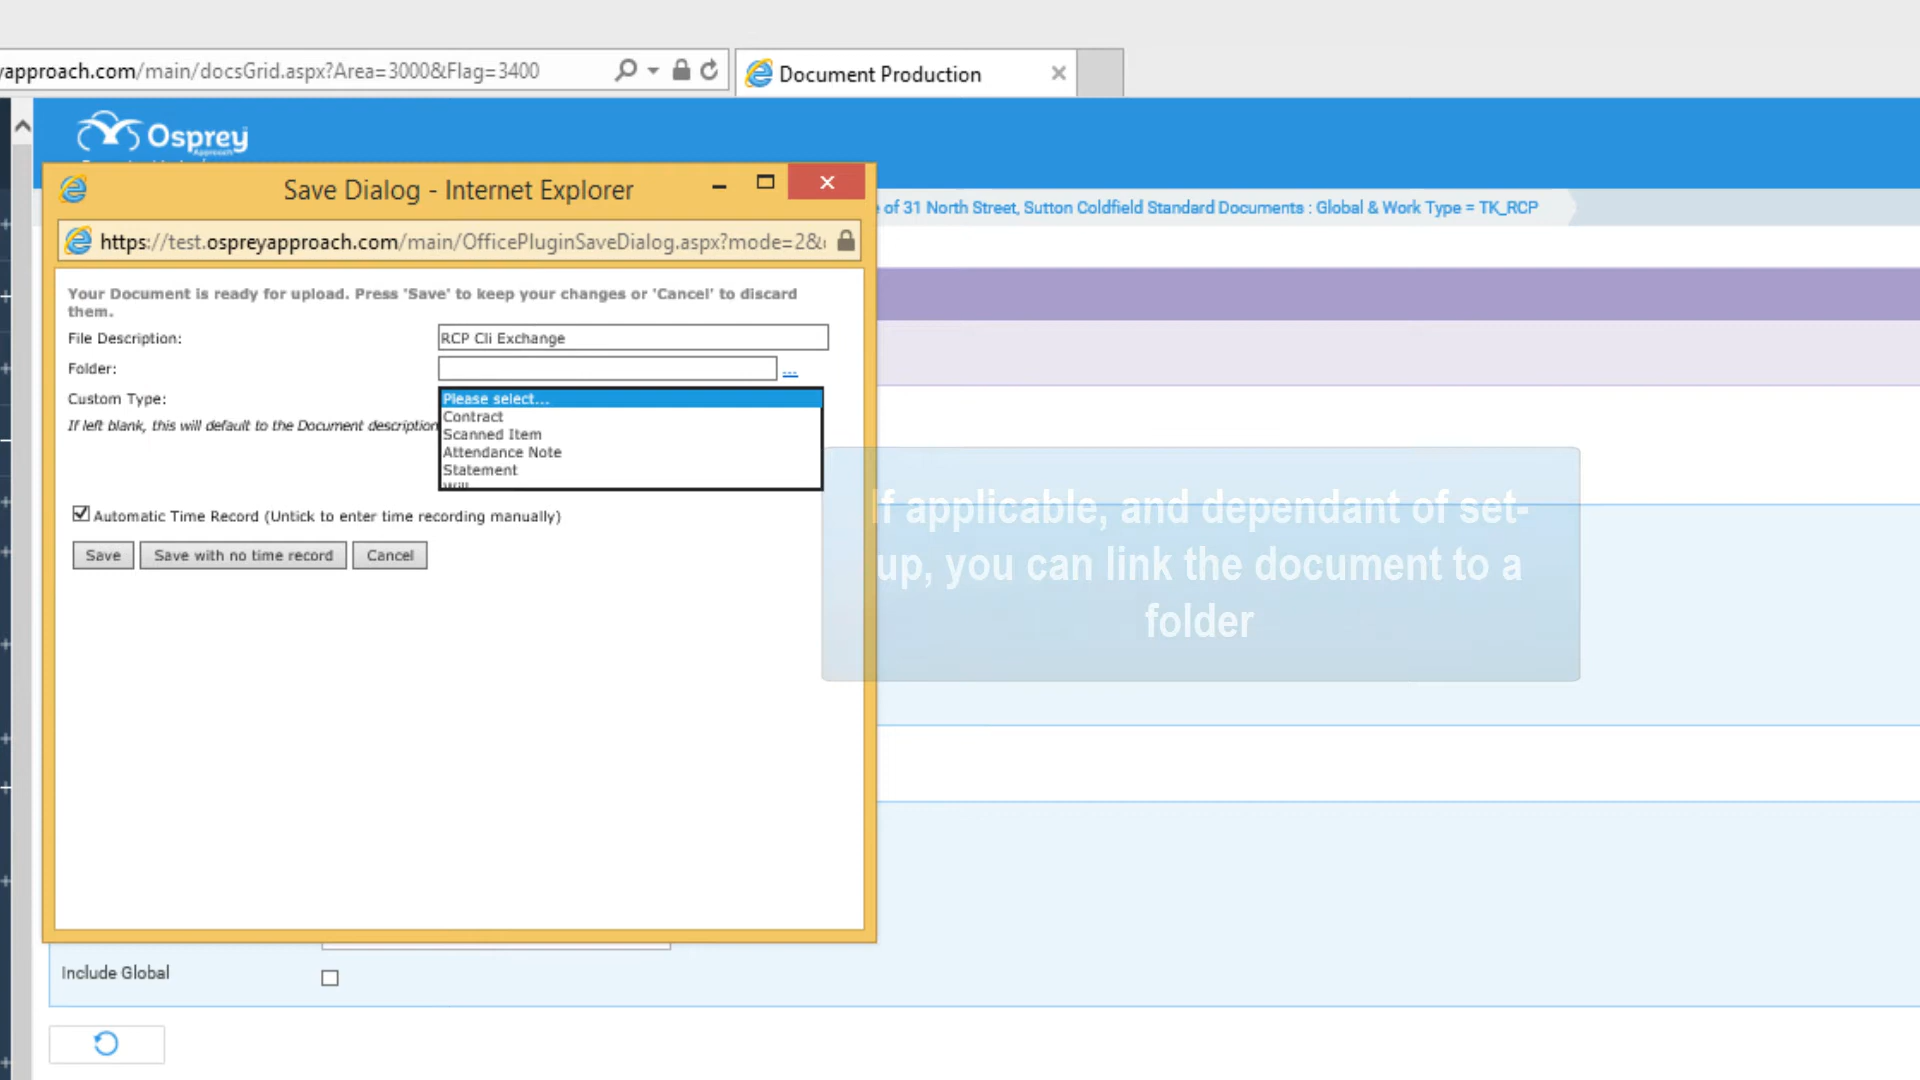 yapproach.com/main/docsGrid.aspx?Area=3000&Flag=3400
Document Production
Osprey
Approach
Save Dialog - Internet Explorer
of 31 North Street, Sutton Coldfield Standard Documents : Global & Work Type = TK_RCP
https://test.ospreyapproach.com/main/OfficePluginSaveDialog.aspx?mode=2&
Your Document is ready for upload. Press 'Save' to keep your changes or 'Cancel' to discard
them.
File Description:
RCP Cli Exchange
Folder:
...
Custom Type:
Please select...
Contract
If left blank, this will default to the Document description
Scanned Item
Attendance Note
Statement
Will
If applicable, and dependant of set-
up, you can link the document to a
folder
Automatic Time Record (Untick to enter time recording manually)
Save
Save with no time record
Cancel
Include Global